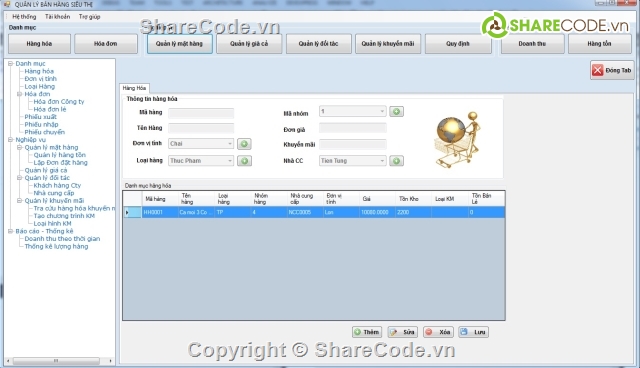 QUẢN LÝ BÁN HÀNG SIÊU THỊ
Hệ thống Tài khoản Trợ giúp
ShareCode.vn
SHARECODE.VN
Danh mục
Hàng hóa Hóa đơn Quản lý mặt hàng Quản lý giá cả Quản lý đối tác Quản lý khuyến mãi Quy định Doanh thu Hàng tồn
Đóng Tab
Danh mục
Hàng hóa
Đơn vị tính
Loại Hàng
Hóa đơn
Hóa đơn Công ty
Hóa đơn lẻ
Phiếu xuất
Phiếu nhập
Phiếu chuyển
Nghiệp vụ
Quản lý mặt hàng
Quản lý hàng tồn
Lập Đơn đặt hàng
Quản lý giá cả
Quản lý đối tác
Khách hàng Cty
Nhà cung cấp
Quản lý khuyến mãi
Tra cứu hàng hóa khuyến m
Tạo chương trình KM
Loại hình KM
Báo cáo - Thống kê
Doanh thu theo thời gian
Thống kê lượng hàng
Hàng Hóa
Thông tin hàng hóa
Mã hàng Mã nhóm 1
Tên Hàng Đơn giá
Đơn vị tính Chai Khuyến mãi
Loại hàng Thuc Pham Nhà CC Tien Tung
Danh mục hàng hóa
Mã hàng Tên hàng Loại hàng Nhóm hàng Nhà cung cấp Đơn vị tính Giá Tồn Kho Loại KM Tồn Bán Lẻ
HH0001 Ca nuc 3 Co ... TP 4 NCC0005 Lon 10000.0000 2200 0
Thêm Sửa Xóa Lưu
Copyright © ShareCode.vn